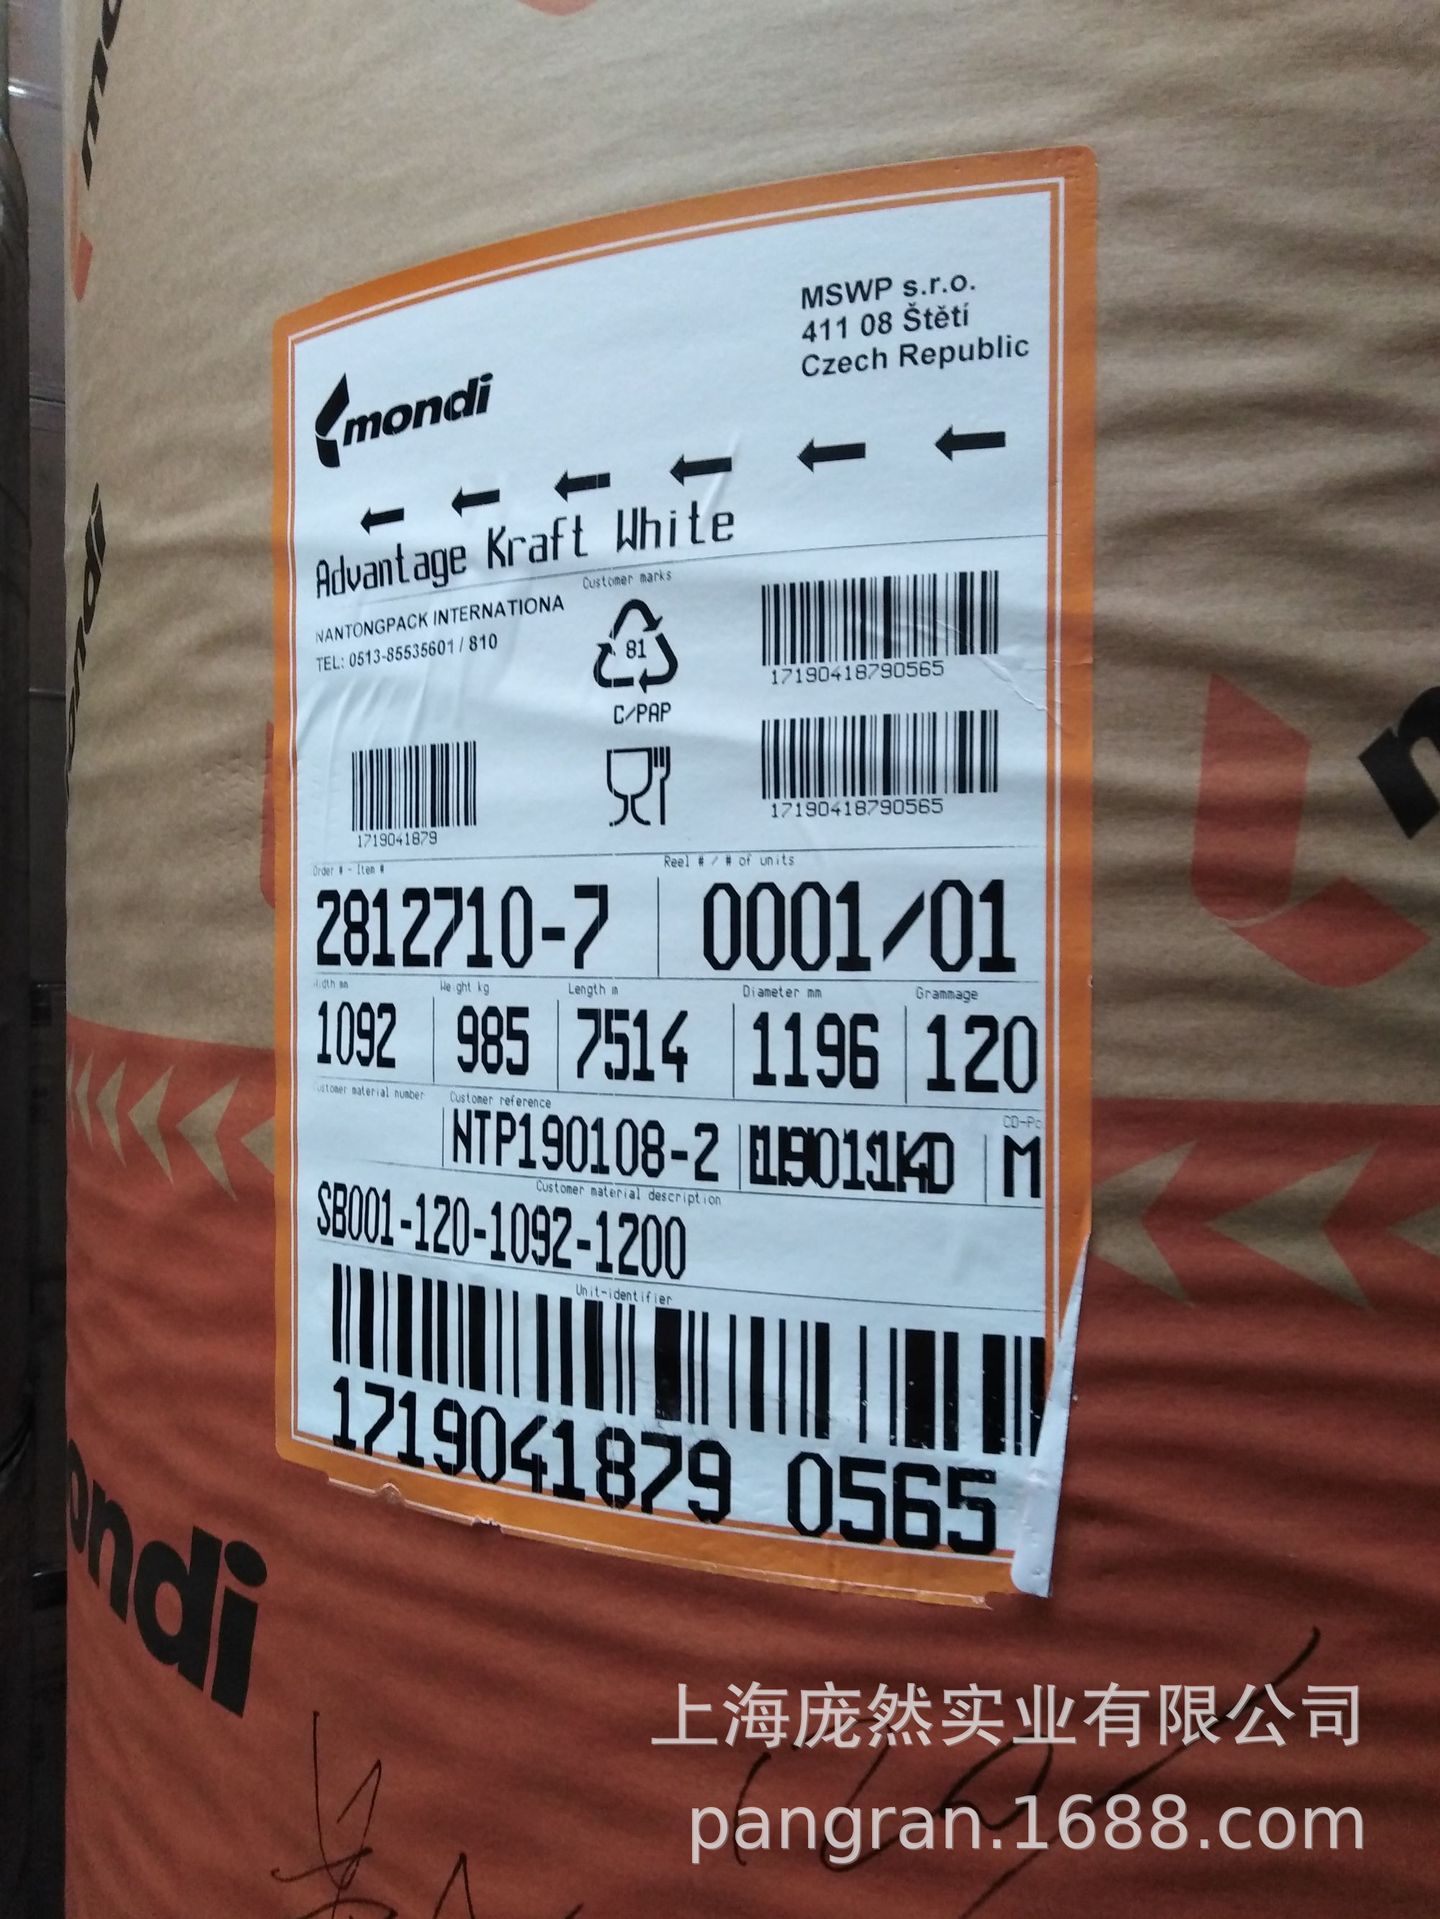 MSWP s.r.o.
411 08 Štětí
Czech Republic
mondi
Advantage Kraft White
Customer marks
NANTONGPACK INTERNATIONA
TEL: 0513-85535601 / 810
81
C/PAP
17190418790565
17190418790565
1719041879
Order # - Item #
Reel # / # of units
2812710-7
0001/01
Width mm
Weight kg
Length m
Diameter mm
Grammage
1092
985
7514
1196
120
Customer material number
Customer reference
CD-Po
NTP190108-2
M
Customer material description
SB001-120-1092-1200
Unit-identifier
1719041879 0565
mondi
ondi
上海庞然实业有限公司
pangran.1688.com